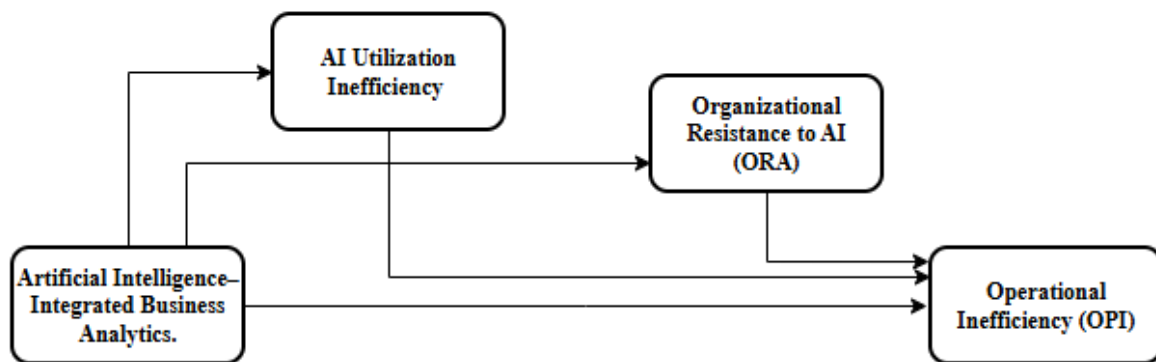 AI Utilization
Inefficiency
Organizational
Resistance to AI
(ORA)
Artificial Intelligence–
Integrated Business
Analytics.
Operational
Inefficiency (OPI)